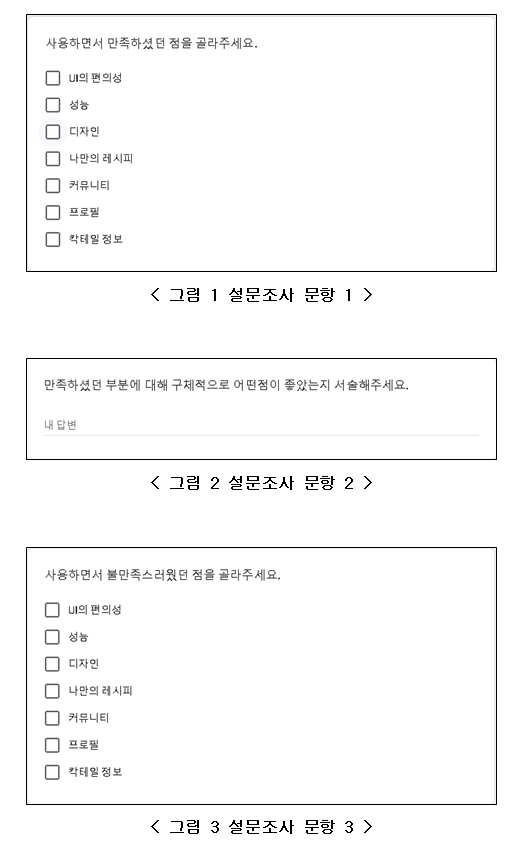 사용하면서 만족하셨던 점을 골라주세요.
UI의 편의성
성능
디자인
나만의 레시피
커뮤니티
프로필
칵테일 정보
< 그림 1 설문조사 문항 1 >
만족하셨던 부분에 대해 구체적으로 어떤점이 좋았는지 서술해주세요.
내 답변
< 그림 2 설문조사 문항 2 >
사용하면서 불만족스러웠던 점을 골라주세요.
UI의 편의성
성능
디자인
나만의 레시피
커뮤니티
프로필
칵테일 정보
< 그림 3 설문조사 문항 3 >